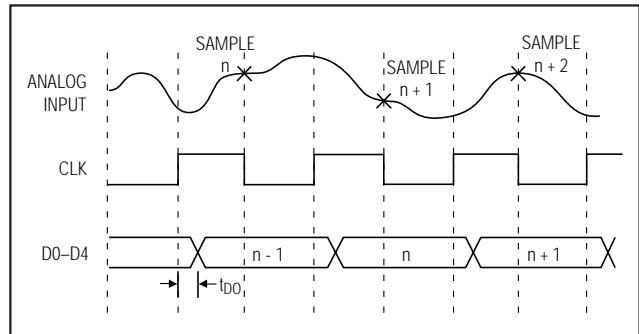 SAMPLE
n
SAMPLE
n + 1
SAMPLE
n + 2
ANALOG
INPUT
CLK
D0–D4
n - 1
n
n + 1
tDO